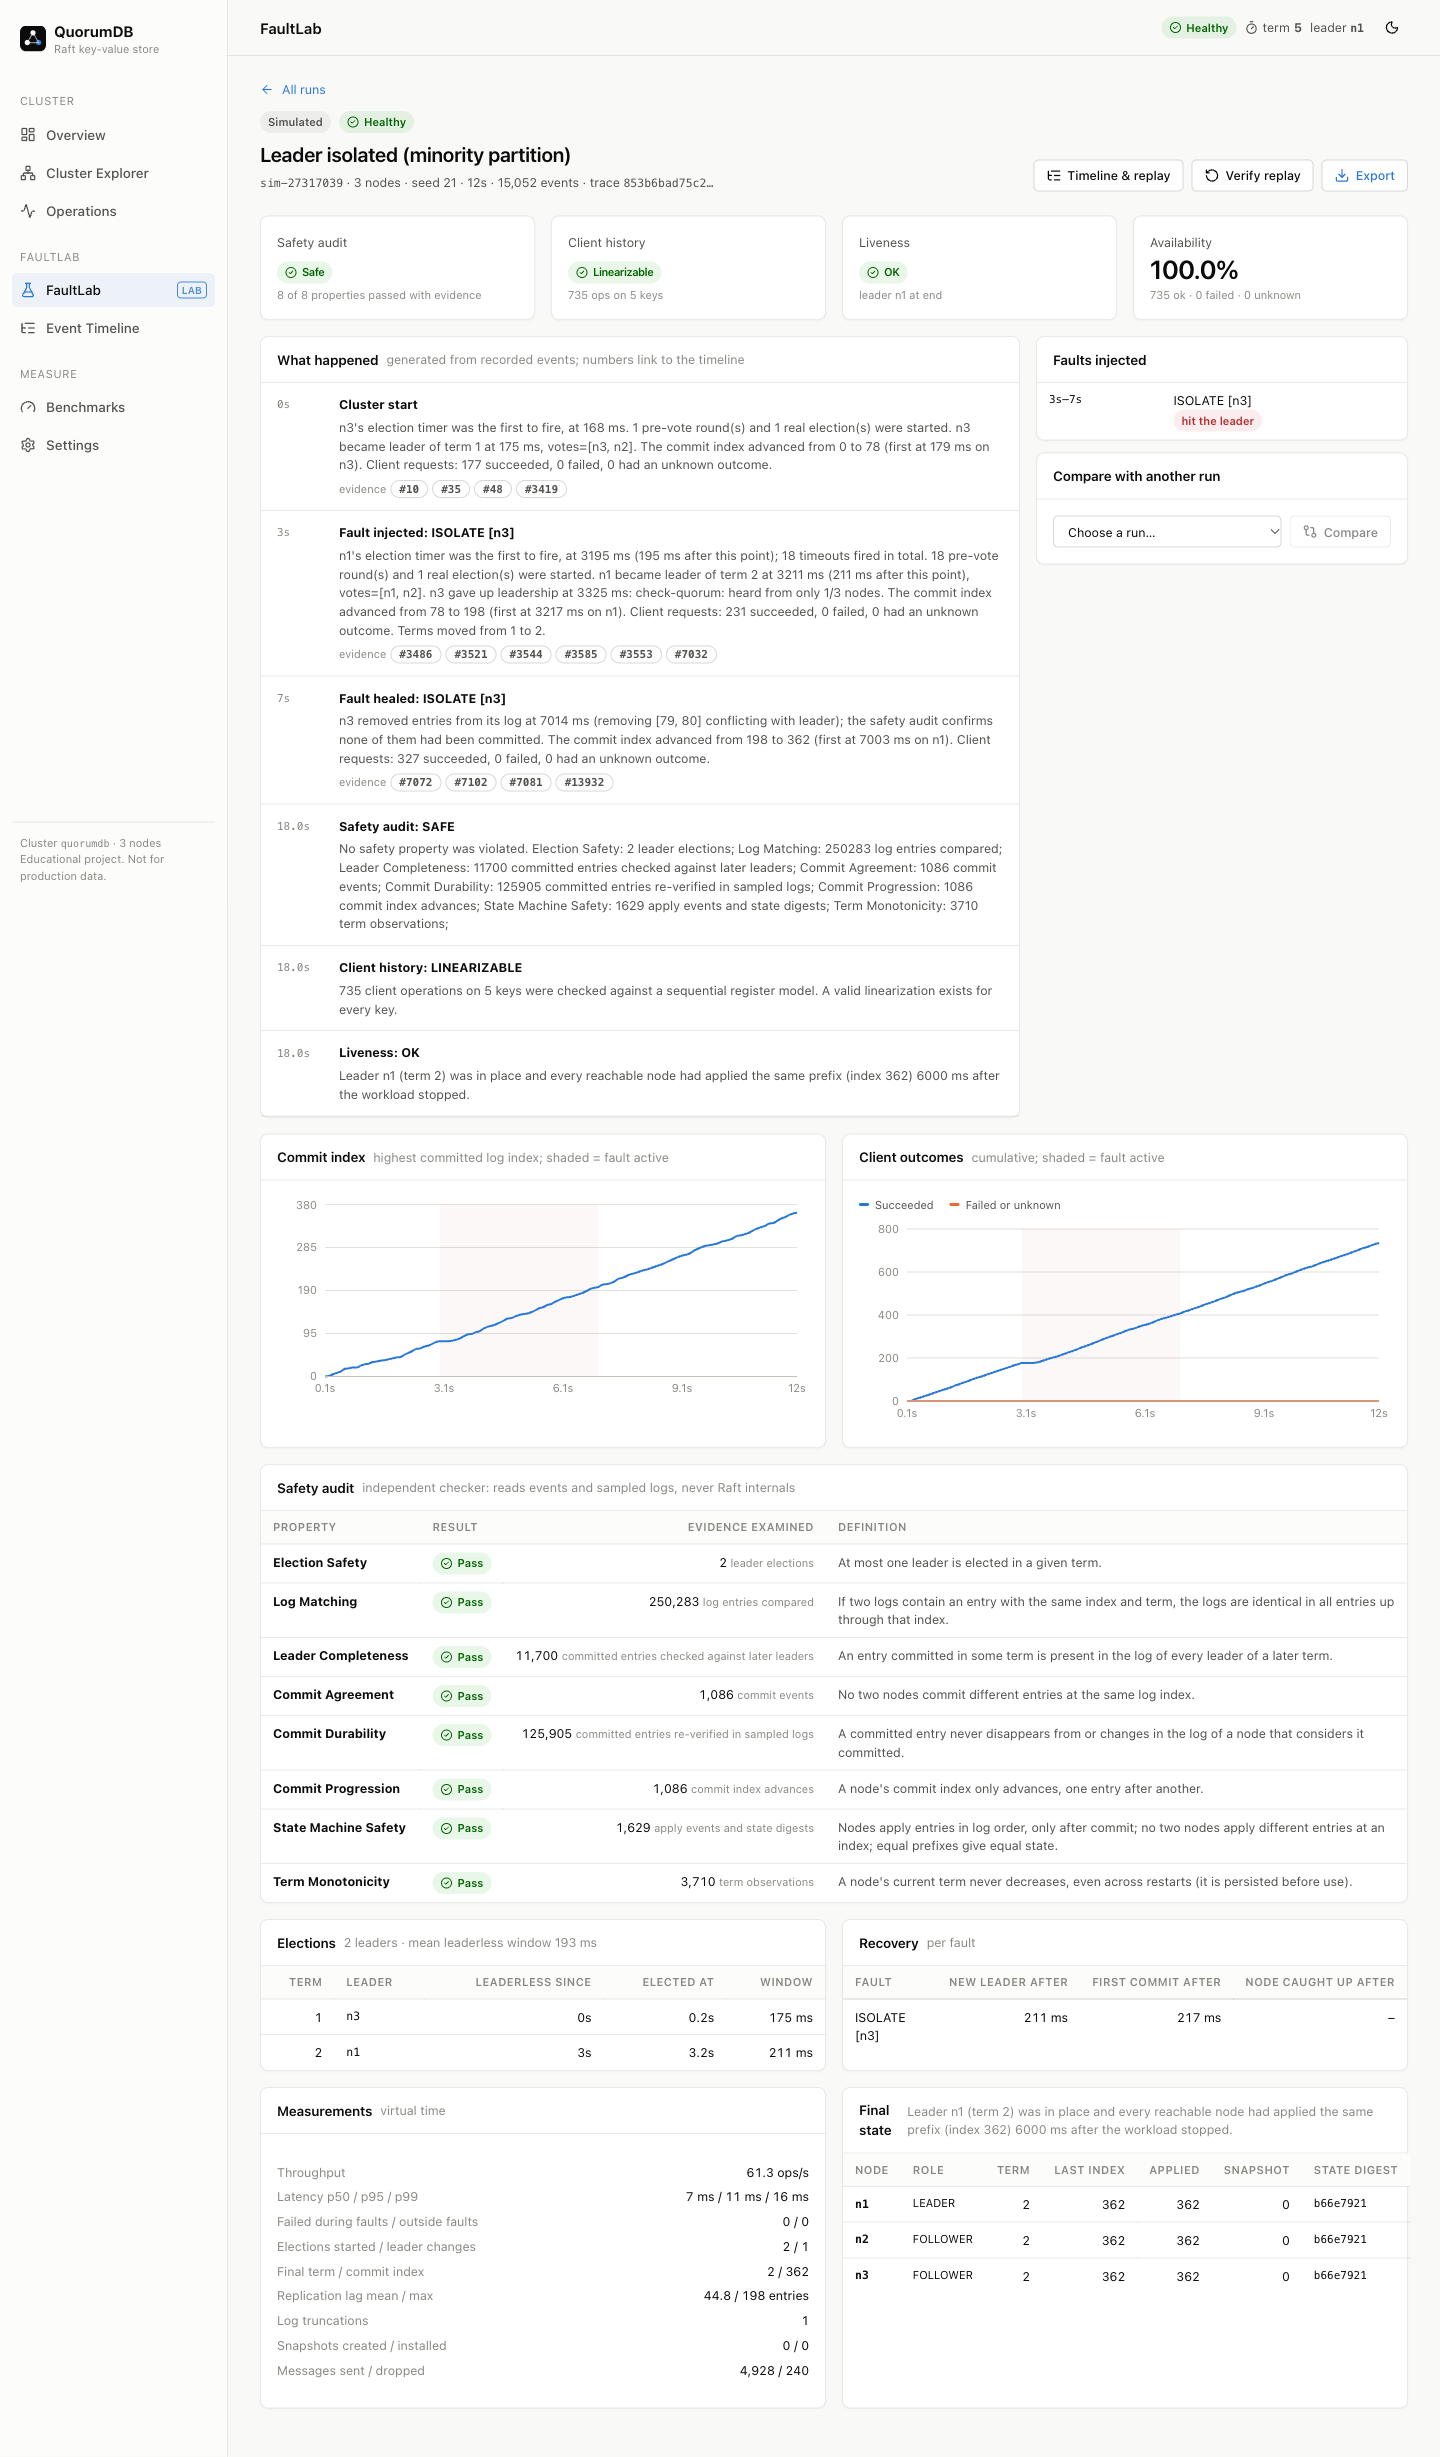 QuorumDB
Raft key-value store
CLUSTER
Overview
Cluster Explorer
Operations
FAULTLAB
FaultLab LAB
Event Timeline
MEASURE
Benchmarks
Settings
Cluster quorumdb · 3 nodes
Educational project. Not for
production data.
FaultLab
Healthy term 5 leader n1
← All runs
Simulated Healthy
Leader isolated (minority partition)
sim-27317039 · 3 nodes · seed 21 · 12s · 15,052 events · trace 853b6bad75c2…
Timeline & replay Verify replay Export
Safety audit
Safe
8 of 8 properties passed with evidence
Client history
Linearizable
735 ops on 5 keys
Liveness
OK
leader n1 at end
Availability
100.0%
735 ok · 0 failed · 0 unknown
What happened generated from recorded events; numbers link to the timeline
0s Cluster start
n3's election timer was the first to fire, at 168 ms. 1 pre-vote round(s) and 1 real election(s) were started. n3
became leader of term 1 at 175 ms, votes=[n3, n2]. The commit index advanced from 0 to 78 (first at 179 ms on
n3). Client requests: 177 succeeded, 0 failed, 0 had an unknown outcome.
evidence #10 #35 #48 #3419
3s Fault injected: ISOLATE [n3]
n1's election timer was the first to fire, at 3195 ms (195 ms after this point); 18 timeouts fired in total. 18 pre-vote
round(s) and 1 real election(s) were started. n1 became leader of term 2 at 3211 ms (211 ms after this point),
votes=[n1, n2]. n3 gave up leadership at 3325 ms: check-quorum: heard from only 1/3 nodes. The commit index
advanced from 78 to 198 (first at 3217 ms on n1). Client requests: 231 succeeded, 0 failed, 0 had an unknown
outcome. Terms moved from 1 to 2.
evidence #3486 #3521 #3544 #3585 #3553 #7032
7s Fault healed: ISOLATE [n3]
n3 removed entries from its log at 7014 ms (removing [79, 80] conflicting with leader); the safety audit confirms
none of them had been committed. The commit index advanced from 198 to 362 (first at 7003 ms on n1). Client
requests: 327 succeeded, 0 failed, 0 had an unknown outcome.
evidence #7072 #7102 #7081 #13932
18.0s Safety audit: SAFE
No safety property was violated. Election Safety: 2 leader elections; Log Matching: 250283 log entries compared;
Leader Completeness: 11700 committed entries checked against later leaders; Commit Agreement: 1086 commit
events; Commit Durability: 125905 committed entries re-verified in sampled logs; Commit Progression: 1086
commit index advances; State Machine Safety: 1629 apply events and state digests; Term Monotonicity: 3710
term observations;
18.0s Client history: LINEARIZABLE
735 client operations on 5 keys were checked against a sequential register model. A valid linearization exists for
every key.
18.0s Liveness: OK
Leader n1 (term 2) was in place and every reachable node had applied the same prefix (index 362) 6000 ms after
the workload stopped.
Faults injected
3s–7s ISOLATE [n3]
hit the leader
Compare with another run
Choose a run... Compare
Commit index highest committed log index; shaded = fault active
380
285
190
95
0
0.1s 3.1s 6.1s 9.1s 12s
Client outcomes cumulative; shaded = fault active
Succeeded Failed or unknown
800
600
400
200
0
0.1s 3.1s 6.1s 9.1s 12s
Safety audit independent checker: reads events and sampled logs, never Raft internals
PROPERTY RESULT EVIDENCE EXAMINED DEFINITION
Election Safety Pass 2 leader elections At most one leader is elected in a given term.
Log Matching Pass 250,283 log entries compared If two logs contain an entry with the same index and term, the logs are identical in all entries up
through that index.
Leader Completeness Pass 11,700 committed entries checked against later leaders An entry committed in some term is present in the log of every leader of a later term.
Commit Agreement Pass 1,086 commit events No two nodes commit different entries at the same log index.
Commit Durability Pass 125,905 committed entries re-verified in sampled logs A committed entry never disappears from or changes in the log of a node that considers it
committed.
Commit Progression Pass 1,086 commit index advances A node's commit index only advances, one entry after another.
State Machine Safety Pass 1,629 apply events and state digests Nodes apply entries in log order, only after commit; no two nodes apply different entries at an
index; equal prefixes give equal state.
Term Monotonicity Pass 3,710 term observations A node's current term never decreases, even across restarts (it is persisted before use).
Elections 2 leaders · mean leaderless window 193 ms
TERM LEADER LEADERLESS SINCE ELECTED AT WINDOW
1 n3 0s 0.2s 175 ms
2 n1 3s 3.2s 211 ms
Recovery per fault
FAULT NEW LEADER AFTER FIRST COMMIT AFTER NODE CAUGHT UP AFTER
ISOLATE 211 ms 217 ms –
[n3]
Measurements virtual time
Throughput 61.3 ops/s
Latency p50 / p95 / p99 7 ms / 11 ms / 16 ms
Failed during faults / outside faults 0 / 0
Elections started / leader changes 2 / 1
Final term / commit index 2 / 362
Replication lag mean / max 44.8 / 198 entries
Log truncations 1
Snapshots created / installed 0 / 0
Messages sent / dropped 4,928 / 240
Final Leader n1 (term 2) was in place and every reachable node had applied the same
state prefix (index 362) 6000 ms after the workload stopped.
NODE ROLE TERM LAST INDEX APPLIED SNAPSHOT STATE DIGEST
n1 LEADER 2 362 362 0 b66e7921
n2 FOLLOWER 2 362 362 0 b66e7921
n3 FOLLOWER 2 362 362 0 b66e7921